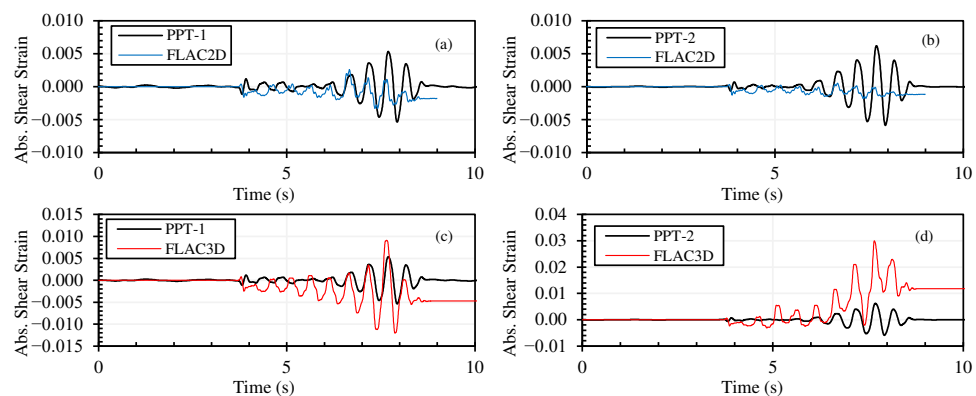 0.010
0.005
0.000
−0.005
−0.010
Abs. Shear Strain
PPT-1
FLAC2D
(a)
0
5
10
Time (s)
0.010
0.005
0.000
−0.005
−0.010
Abs. Shear Strain
PPT-2
FLAC2D
(b)
0
5
10
Time (s)
0.015
0.010
0.005
0.000
−0.005
−0.010
−0.015
Abs. Shear Strain
PPT-1
FLAC3D
(c)
0
5
10
Time (s)
0.04
0.03
0.02
0.01
0.00
−0.01
Abs. Shear Strain
PPT-2
FLAC3D
(d)
0
5
10
Time (s)